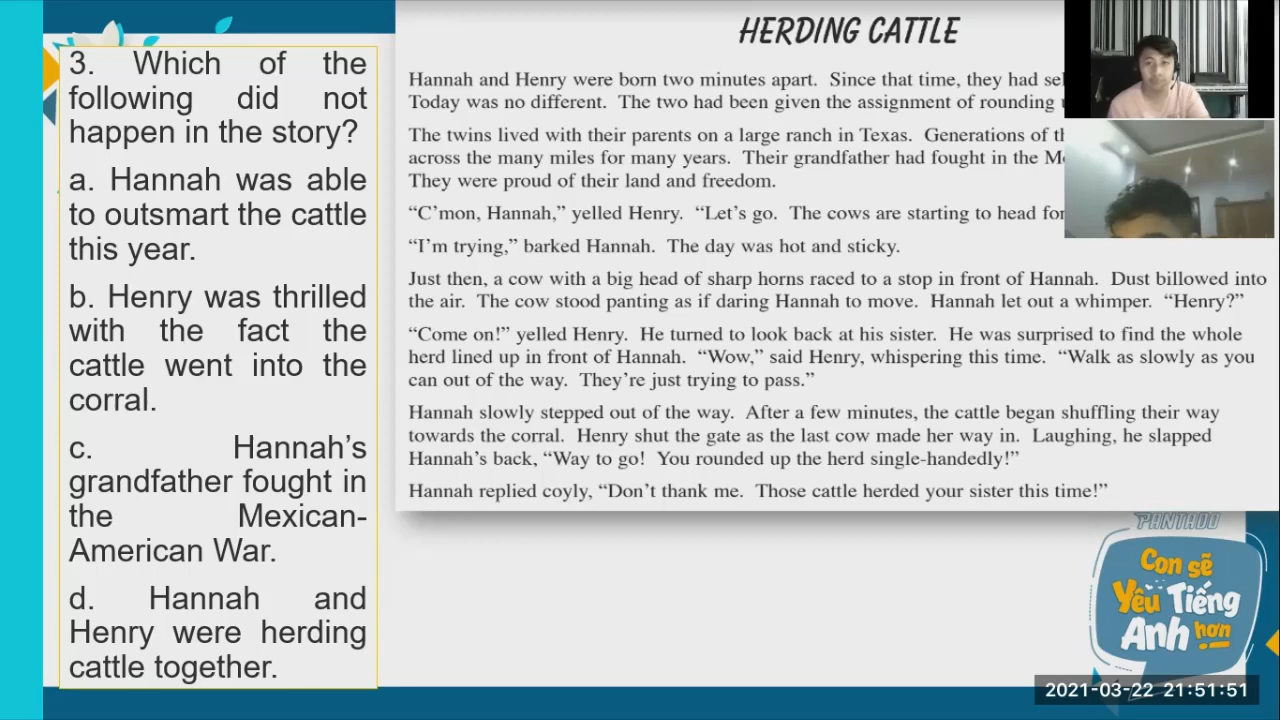 3. Which of the
following did not
happen in the story?
a. Hannah was able
to outsmart the cattle
this year.
b. Henry was thrilled
with the fact the
cattle went into the
corral.
c. Hannah’s
grandfather fought in
the Mexican-
American War.
d. Hannah and
Henry were herding
cattle together.
HERDING CATTLE
Hannah and Henry were born two minutes apart. Since that time, they had
Today was no different. The two had been given the assignment of rounding
The twins lived with their parents on a large ranch in Texas. Generations of
across the many miles for many years. Their grandfather had fought in the
They were proud of their land and freedom.
“C’mon, Hannah,” yelled Henry. “Let’s go. The cows are starting to head
“I’m trying,” barked Hannah. The day was hot and sticky.
Just then, a cow with a big head of sharp horns raced to a stop in front of Hannah. Dust billowed into
the air. The cow stood panting as if daring Hannah to move. Hannah let out a whimper. “Henry?”
“Come on!” yelled Henry. He turned to look back at his sister. He was surprised to find the whole
herd lined up in front of Hannah. “Wow,” said Henry, whispering this time. “Walk as slowly as you
can out of the way. They’re just trying to pass.”
Hannah slowly stepped out of the way. After a few minutes, the cattle began shuffling their way
towards the corral. Henry shut the gate as the last cow made her way in. Laughing, he slapped
Hannah’s back, “Way to go! You rounded up the herd single-handedly!”
Hannah replied coyly, “Don’t thank me. Those cattle herded your sister this time!”
PANTADO
Con sẽ
Yêu Tiếng
Anh hơn
2021-03-22 21:51:51